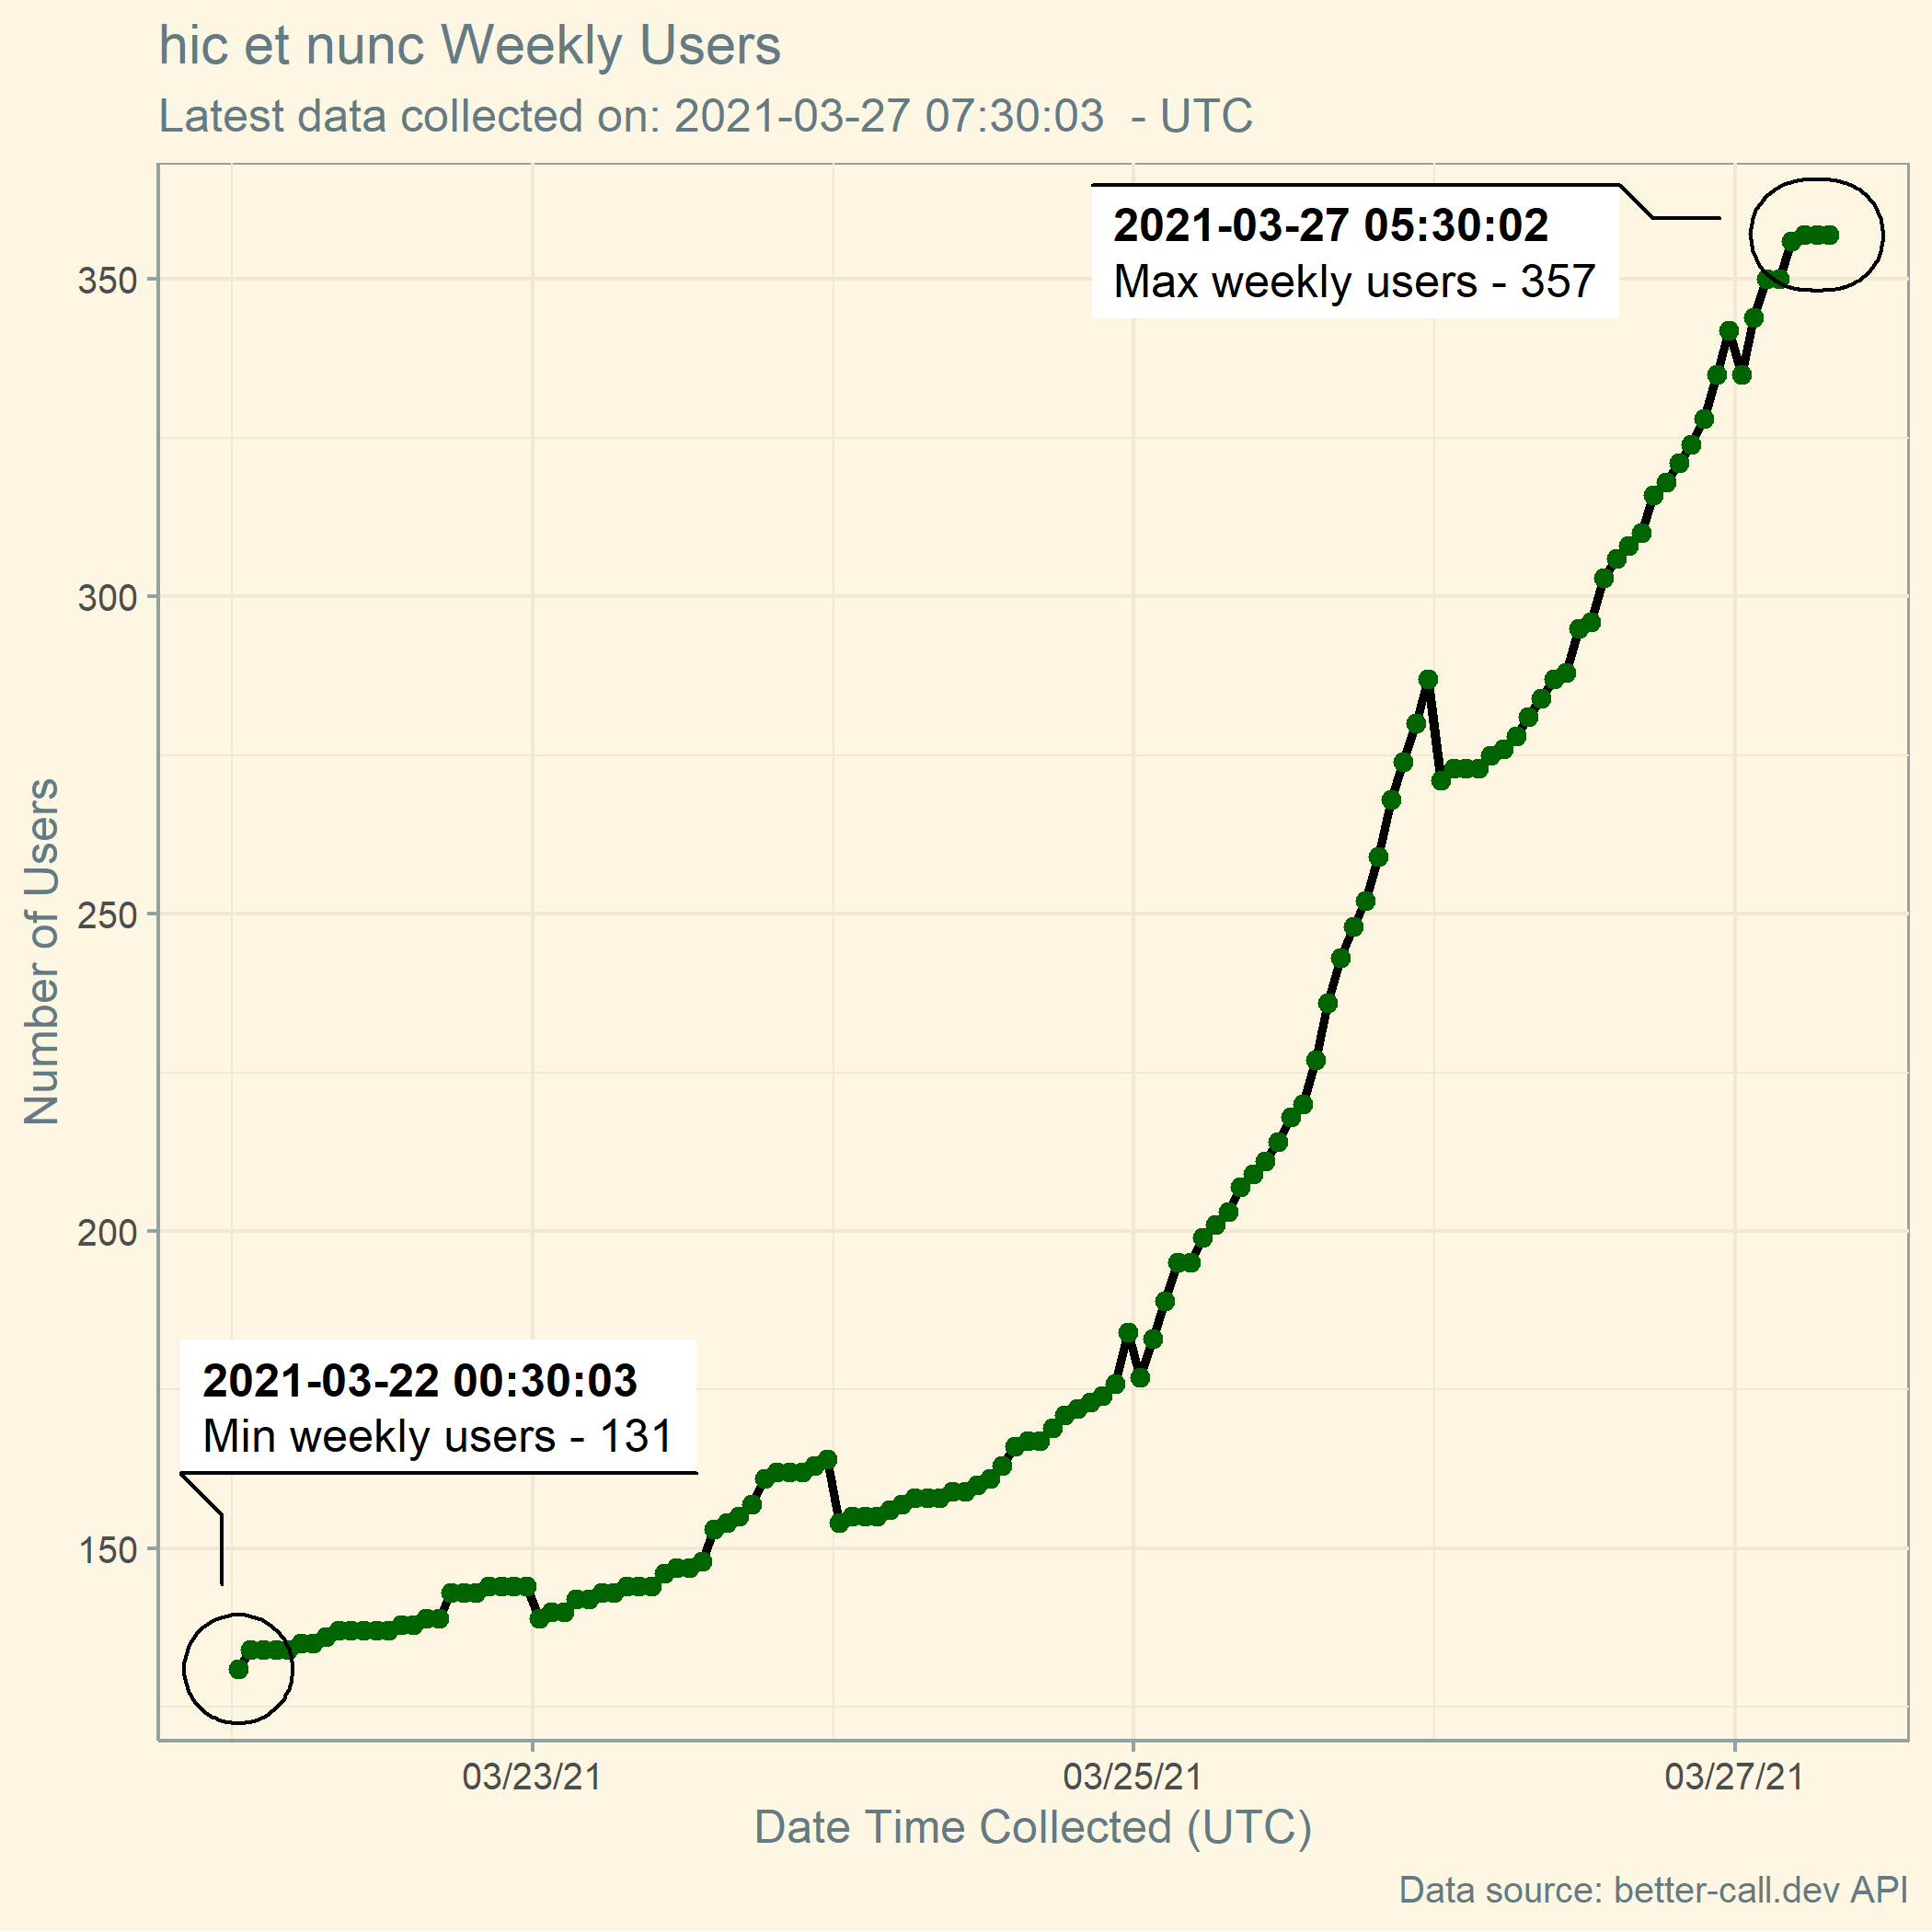 hic et nunc Weekly Users
Latest data collected on: 2021-03-27 07:30:03  - UTC
2021-03-27 05:30:02
Max weekly users - 357
350
300
250
200
150
Number of Users
2021-03-22 00:30:03
Min weekly users - 131
03/23/21
03/25/21
03/27/21
Date Time Collected (UTC)
Data source: better-call.dev API